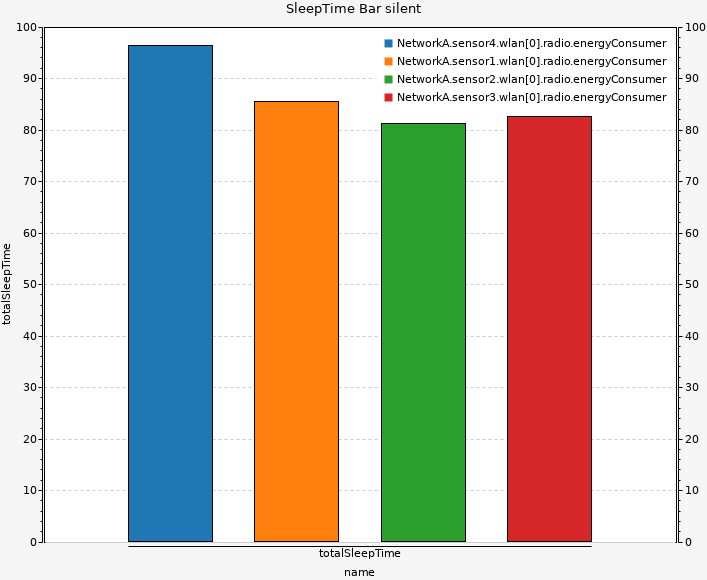 SleepTime Bar silent
100
90
80
70
60
50
40
30
20
10
0
totalSleepTime
NetworkA.sensor4.wlan[0].radio.energyConsumer
NetworkA.sensor1.wlan[0].radio.energyConsumer
NetworkA.sensor2.wlan[0].radio.energyConsumer
NetworkA.sensor3.wlan[0].radio.energyConsumer
100
90
80
70
60
50
40
30
20
10
0
totalSleepTime
name